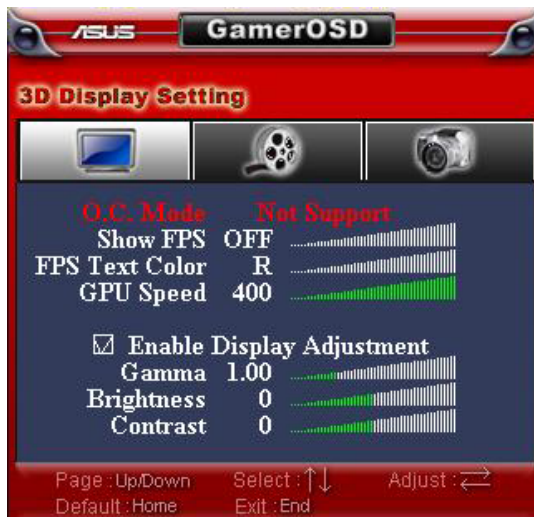 ASUS GamerOSD
3D Display Setting
O.C. Mode Not Support
Show FPS OFF
FPS Text Color R
GPU Speed 400
☑ Enable Display Adjustment
Gamma 1.00
Brightness 0
Contrast 0
Page : Up/Down Select : ↑↓ Adjust : ⇄
Default : Home Exit : End